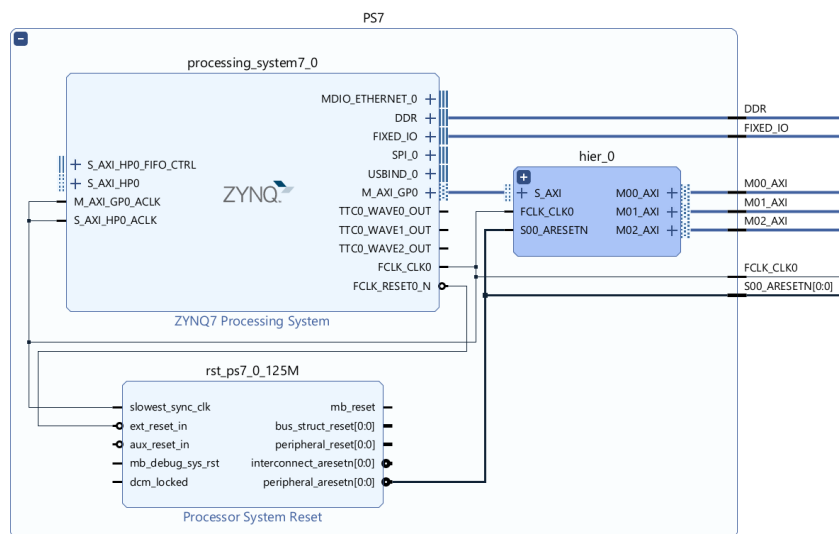 PS7
processing_system7_0
MDIO_ETHERNET_0
DDR
FIXED_IO
SPI_0
USBIND_0
M_AXI_GP0
TTC0_WAVE0_OUT
TTC0_WAVE1_OUT
TTC0_WAVE2_OUT
FCLK_CLK0
FCLK_RESET0_N
S_AXI_HP0_FIFO_CTRL
S_AXI_HP0
M_AXI_GP0_ACLK
S_AXI_HP0_ACLK
ZYNQ
ZYNQ7 Processing System
hier_0
S_AXI
FCLK_CLK0
S00_ARESETN
M00_AXI
M01_AXI
M02_AXI
DDR
FIXED_IO
M00_AXI
M01_AXI
M02_AXI
FCLK_CLK0
S00_ARESETN[0:0]
rst_ps7_0_125M
slowest_sync_clk
ext_reset_in
aux_reset_in
mb_debug_sys_rst
dcm_locked
mb_reset
bus_struct_reset[0:0]
peripheral_reset[0:0]
interconnect_aresetn[0:0]
peripheral_aresetn[0:0]
Processor System Reset